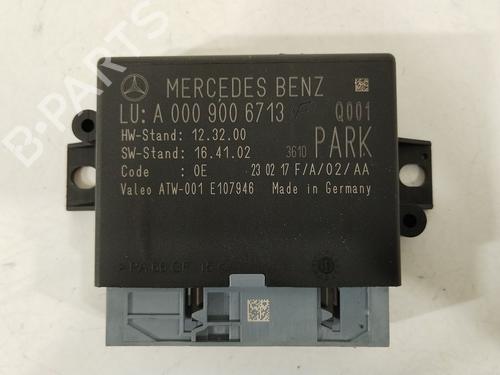 MERCEDES BENZ
LU: A 000 900 6713 Q001
HW-Stand: 12.32.00
SW-Stand: 16.41.02 3610 PARK
Code : 0E 23 02 17 F/A/02/AA
Valeo ATW-001 E107946 Made in Germany
B-PARTS